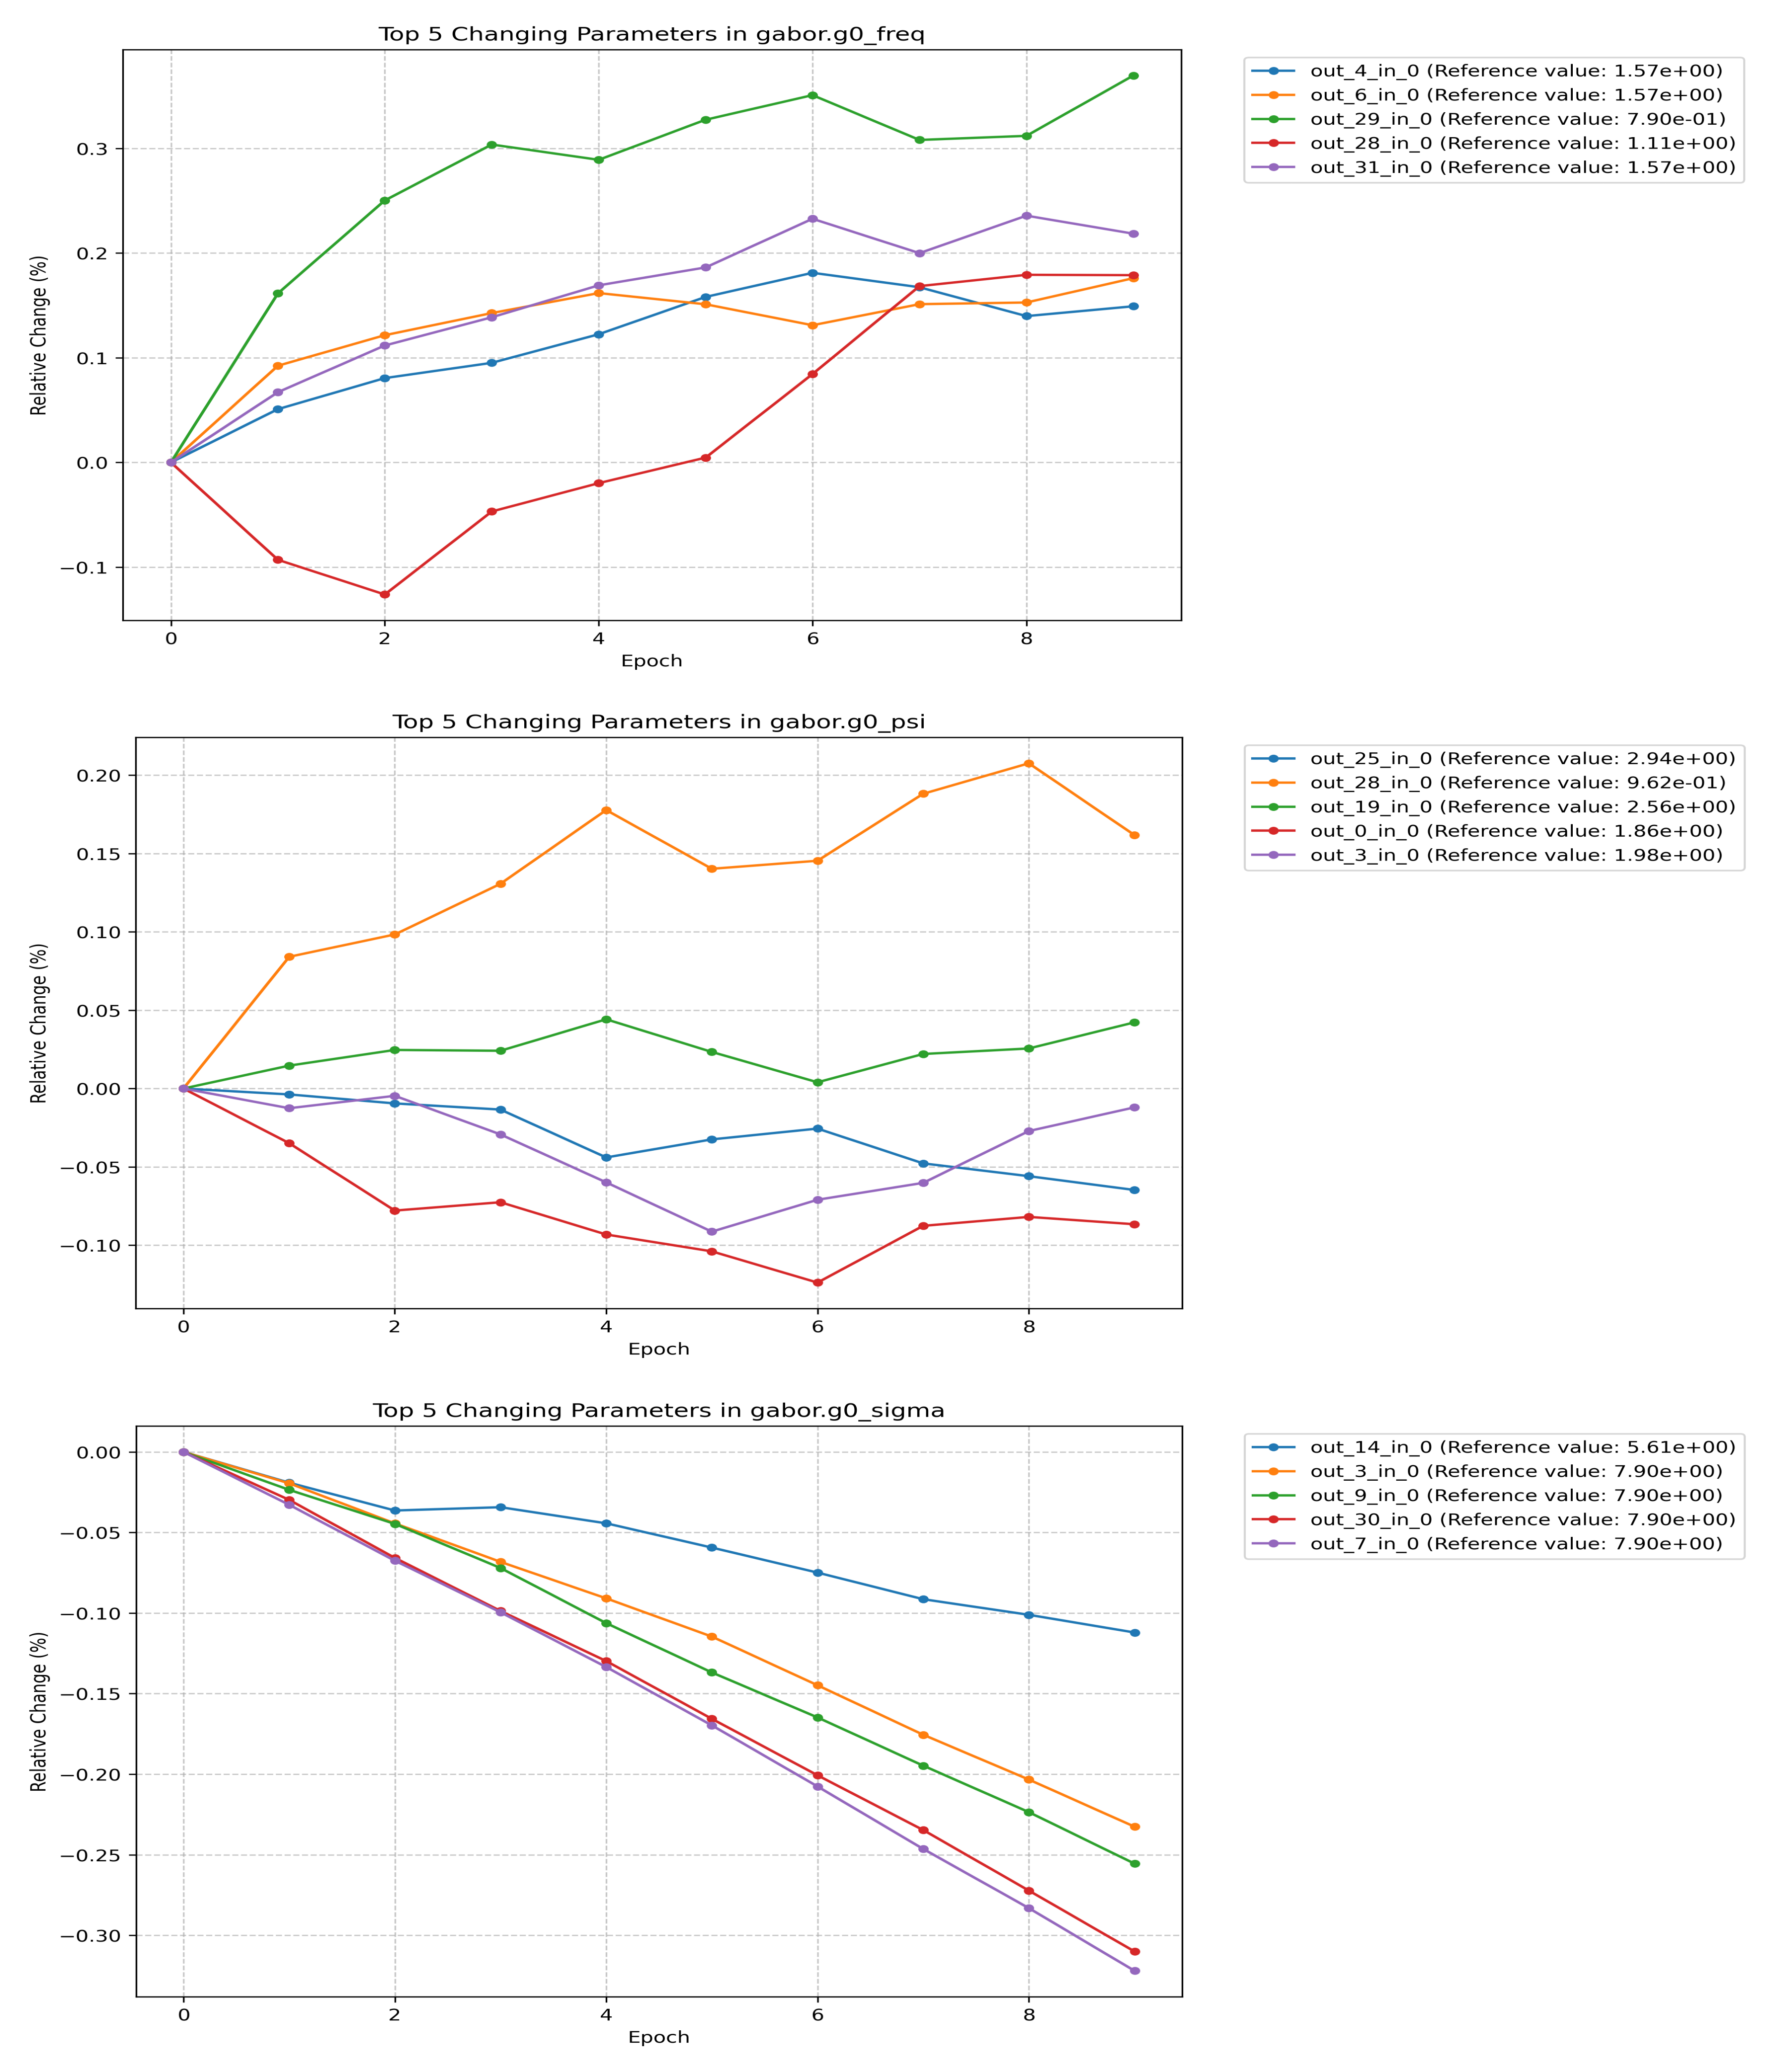 Top 5 Changing Parameters in gabor.g0_freq
Relative Change (%)
0.3
0.2
0.1
0.0
−0.1
0
2
4
6
8
Epoch
out_4_in_0 (Reference value: 1.57e+00)
out_6_in_0 (Reference value: 1.57e+00)
out_29_in_0 (Reference value: 7.90e-01)
out_28_in_0 (Reference value: 1.11e+00)
out_31_in_0 (Reference value: 1.57e+00)
Top 5 Changing Parameters in gabor.g0_psi
Relative Change (%)
0.20
0.15
0.10
0.05
0.00
−0.05
−0.10
0
2
4
6
8
Epoch
out_25_in_0 (Reference value: 2.94e+00)
out_28_in_0 (Reference value: 9.62e-01)
out_19_in_0 (Reference value: 2.56e+00)
out_0_in_0 (Reference value: 1.86e+00)
out_3_in_0 (Reference value: 1.98e+00)
Top 5 Changing Parameters in gabor.g0_sigma
Relative Change (%)
0.00
−0.05
−0.10
−0.15
−0.20
−0.25
−0.30
0
2
4
6
8
Epoch
out_14_in_0 (Reference value: 5.61e+00)
out_3_in_0 (Reference value: 7.90e+00)
out_9_in_0 (Reference value: 7.90e+00)
out_30_in_0 (Reference value: 7.90e+00)
out_7_in_0 (Reference value: 7.90e+00)